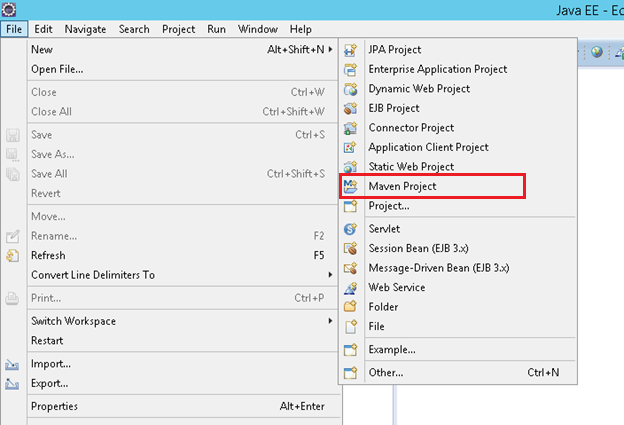 Java EE - Ec
File Edit Navigate Search Project Run Window Help
New Alt+Shift+N
Open File...
Close Ctrl+W
Close All Ctrl+Shift+W
Save Ctrl+S
Save As...
Save All Ctrl+Shift+S
Revert
Move...
Rename... F2
Refresh F5
Convert Line Delimiters To
Print... Ctrl+P
Switch Workspace
Restart
Import...
Export...
Properties Alt+Enter
JPA Project
Enterprise Application Project
Dynamic Web Project
EJB Project
Connector Project
Application Client Project
Static Web Project
Maven Project
Project...
Servlet
Session Bean (EJB 3.x)
Message-Driven Bean (EJB 3.x)
Web Service
Folder
File
Example...
Other... Ctrl+N